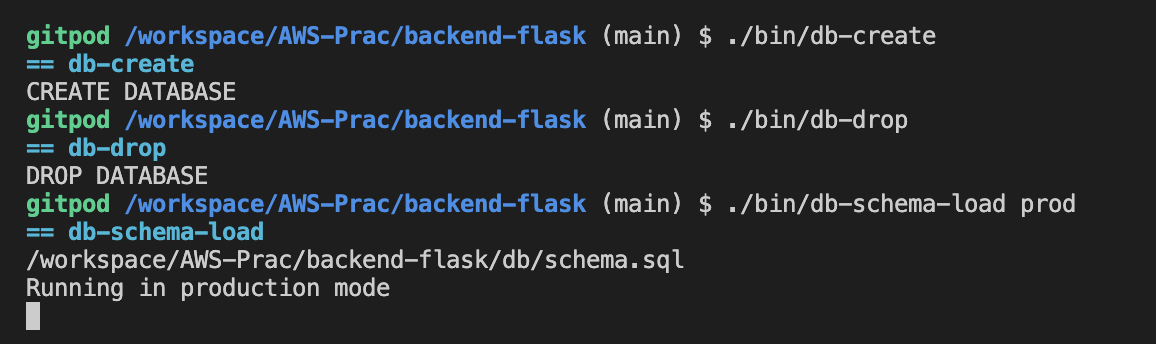 gitpod /workspace/AWS-Prac/backend-flask (main) $ ./bin/db-create
== db-create
CREATE DATABASE
gitpod /workspace/AWS-Prac/backend-flask (main) $ ./bin/db-drop
== db-drop
DROP DATABASE
gitpod /workspace/AWS-Prac/backend-flask (main) $ ./bin/db-schema-load prod
== db-schema-load
/workspace/AWS-Prac/backend-flask/db/schema.sql
Running in production mode